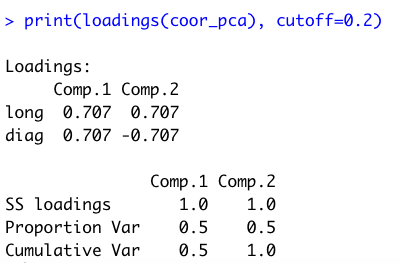 > print(loadings(coor_pca), cutoff=0.2)
Loadings:
Comp.1 Comp.2
long 0.707 0.707
diag 0.707 -0.707
Comp.1 Comp.2
SS loadings 1.0 1.0
Proportion Var 0.5 0.5
Cumulative Var 0.5 1.0